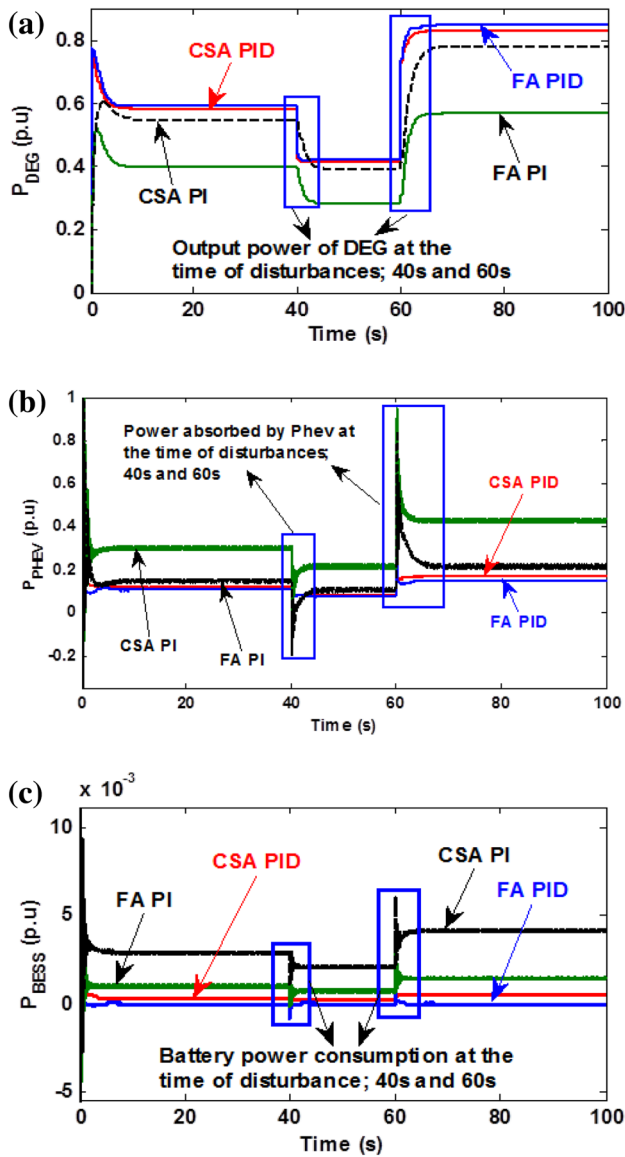 (a)
0.8
0.6
0.4
0.2
0
P_DEG (p.u)
CSA PID
FA PID
CSA PI
FA PI
Output power of DEG at the
time of disturbances; 40s and 60s
0 20 40 60 80 100
Time (s)
(b)
1
0.8
0.6
0.4
0.2
0
-0.2
P_PHEV (p.u)
Power absorbed by Phev at
the time of disturbances;
40s and 60s
CSA PID
CSA PI
FA PI
FA PID
0 20 40 60 80 100
Time (s)
(c)
x 10^-3
10
5
0
-5
P_BESS (p.u)
CSA PID
CSA PI
FA PI
FA PID
Battery power consumption at the
time of disturbance; 40s and 60s
0 20 40 60 80 100
Time (s)